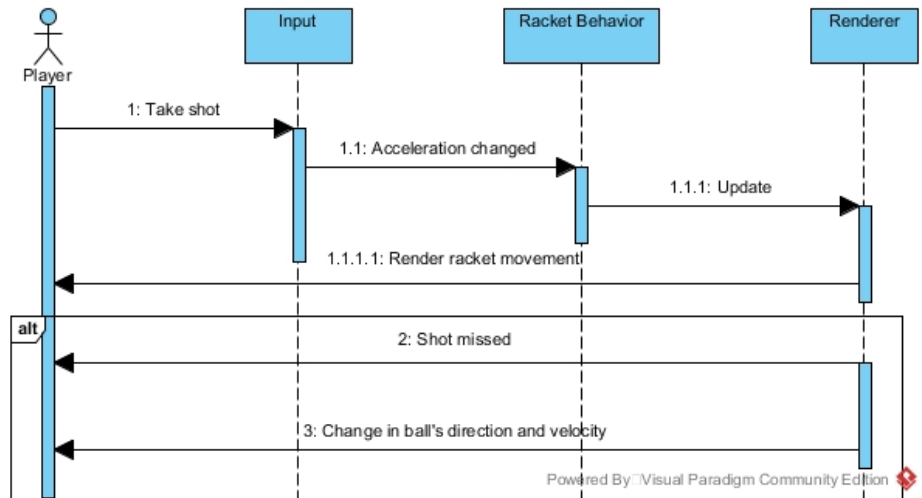 Input
Racket Behavior
Renderer
Player
1: Take shot
1.1: Acceleration changed
1.1.1: Update
1.1.1.1: Render racket movement
alt
2: Shot missed
3: Change in ball's direction and velocity
Powered By Visual Paradigm Community Edition